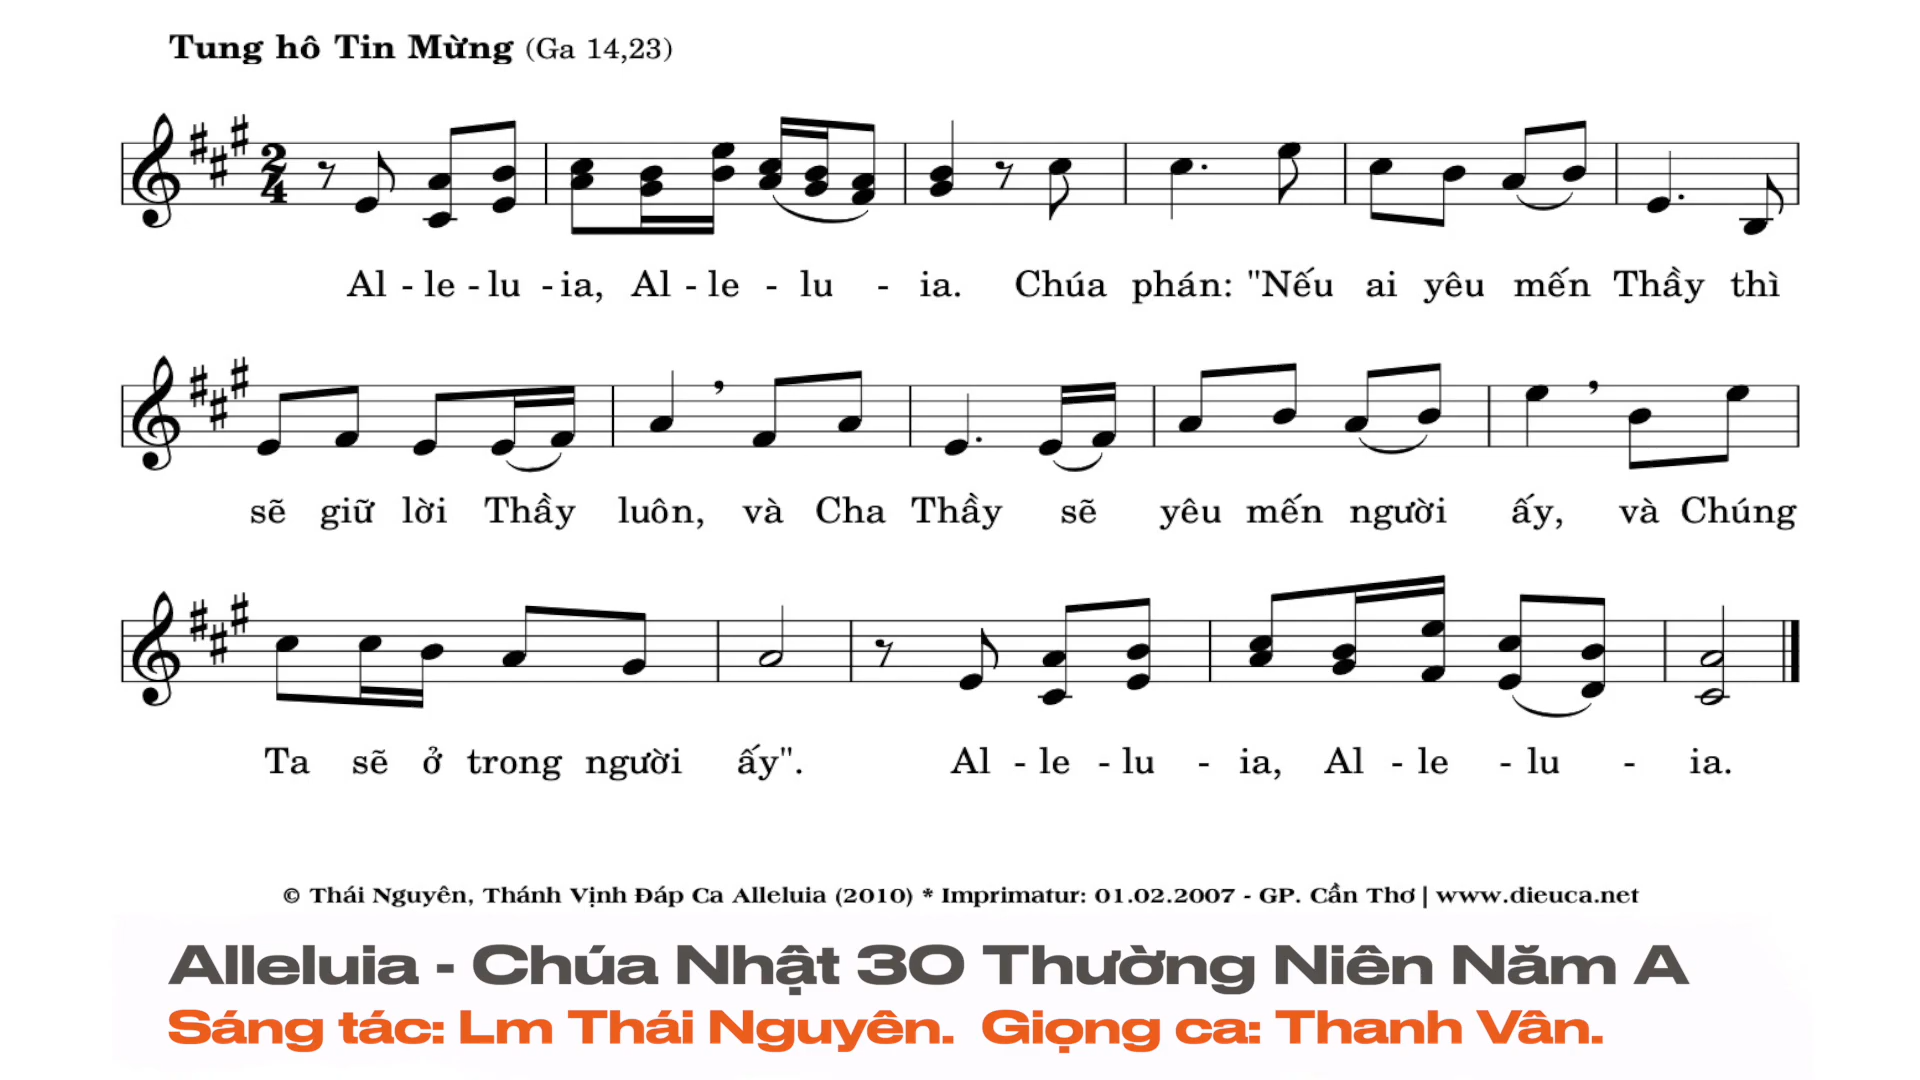 Tung hô Tin Mừng (Ga 14,23)
2/4
Al - le - lu - ia, Al - le - lu - ia. Chúa phán: "Nếu ai yêu mến Thầy thì
sẽ giữ lời Thầy luôn, và Cha Thầy sẽ yêu mến người ấy, và Chúng
Ta sẽ ở trong người ấy". Al - le - lu - ia, Al - le - lu - ia.
© Thái Nguyên, Thánh Vịnh Đáp Ca Alleluia (2010) * Imprimatur: 01.02.2007 - GP. Cần Thơ | www.dieuca.net
Alleluia - Chúa Nhật 30 Thường Niên Năm A
Sáng tác: Lm Thái Nguyên. Giọng ca: Thanh Vân.